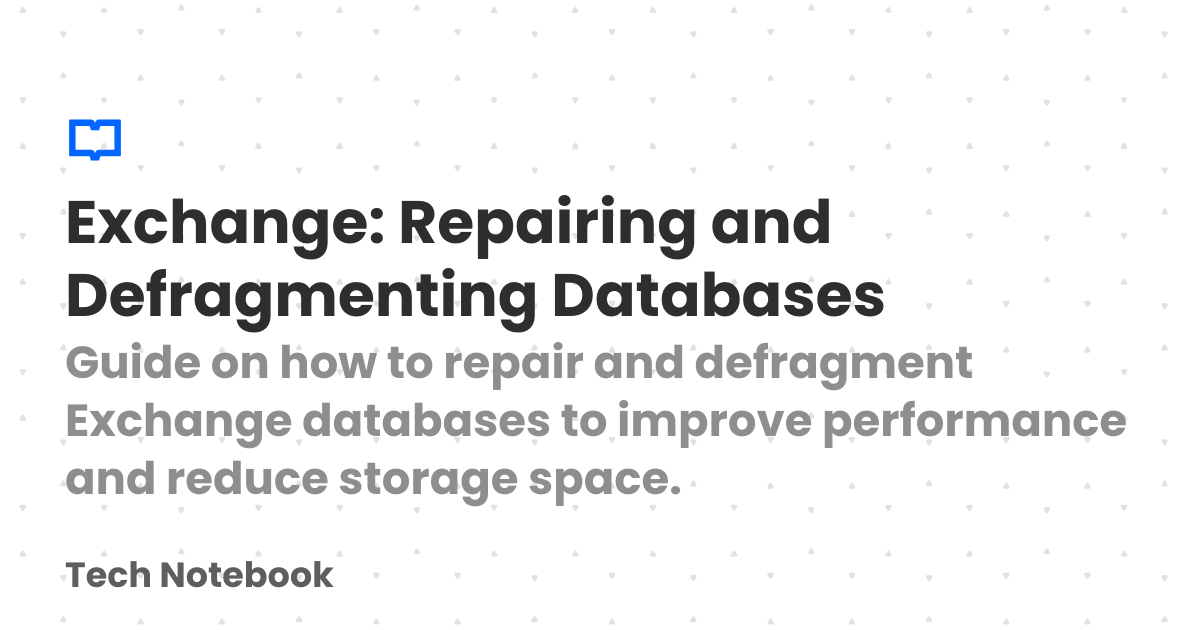 Exchange: Repairing and
Defragmenting Databases
Guide on how to repair and defragment
Exchange databases to improve performance
and reduce storage space.
Tech Notebook